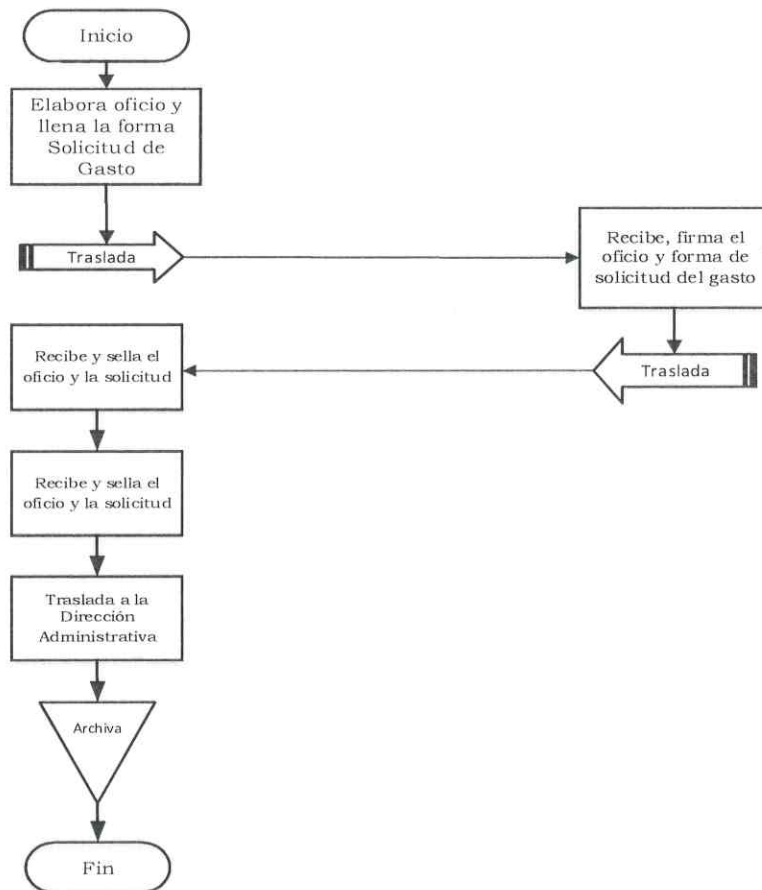 Inicio
Elabora oficio y
llena la forma
Solicitud de
Gasto
Traslada
Recibe, firma el
oficio y forma de
solicitud del gasto
Traslada
Recibe y sella el
oficio y la solicitud
Recibe y sella el
oficio y la solicitud
Traslada a la
Dirección
Administrativa
Archiva
Fin